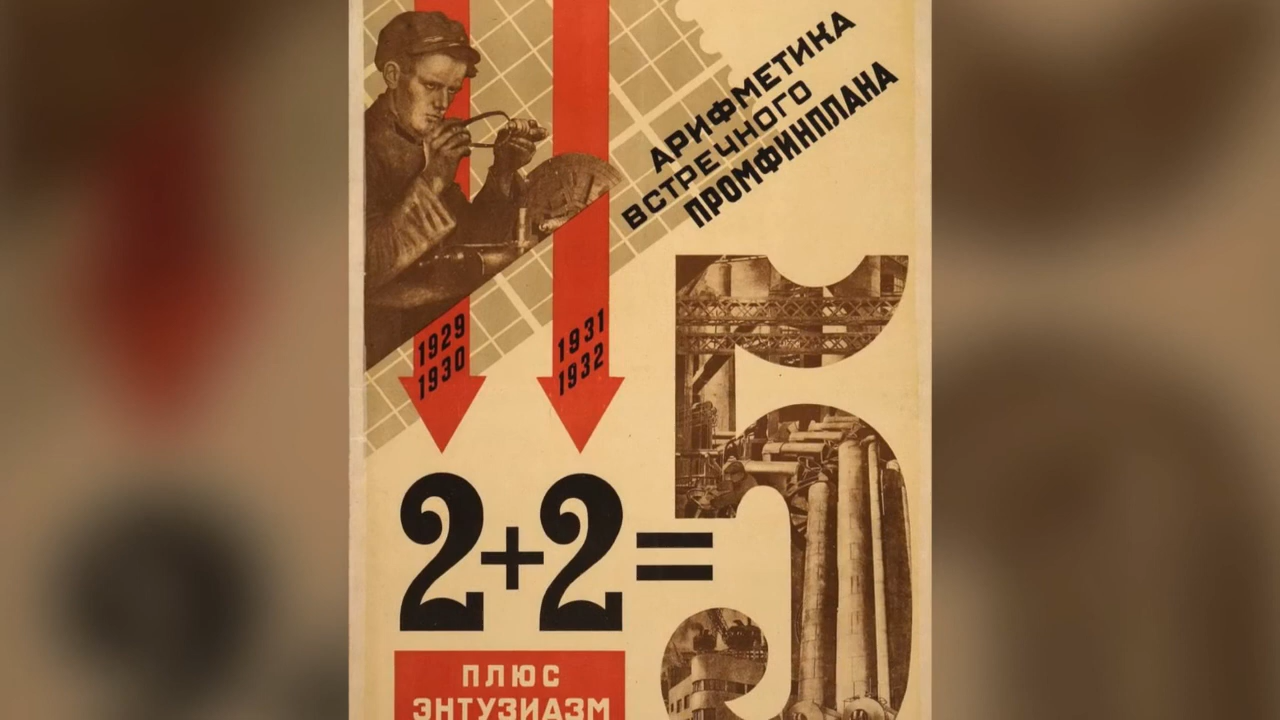 АРИФМЕТИКА
ВСТРЕЧНОГО
ПРОМФИНПЛАНА
1929
1930
1931
1932
2+2=5
ПЛЮС
ЭНТУЗИАЗМ